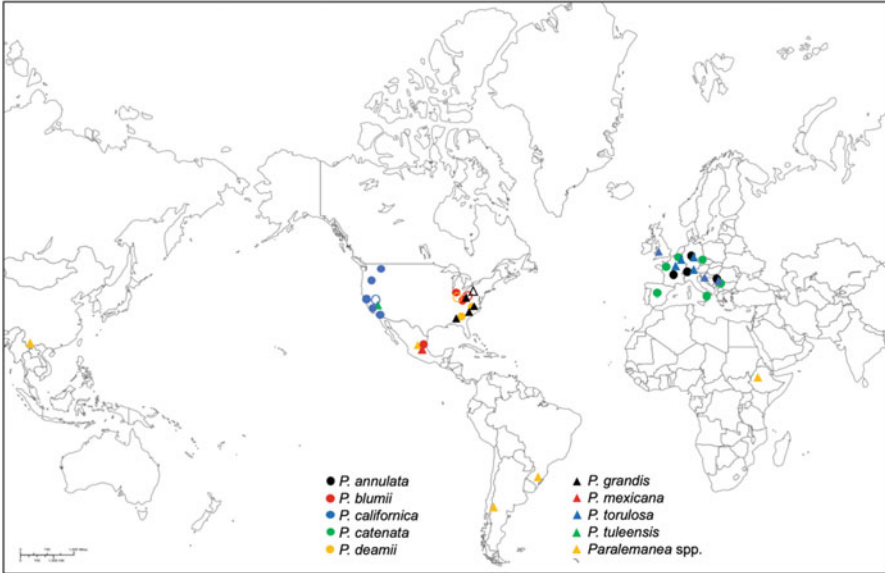 P. annulata
P. blumii
P. californica
P. catenata
P. deamii
P. grandis
P. mexicana
P. torulosa
P. tuleensis
Paralemanea spp.